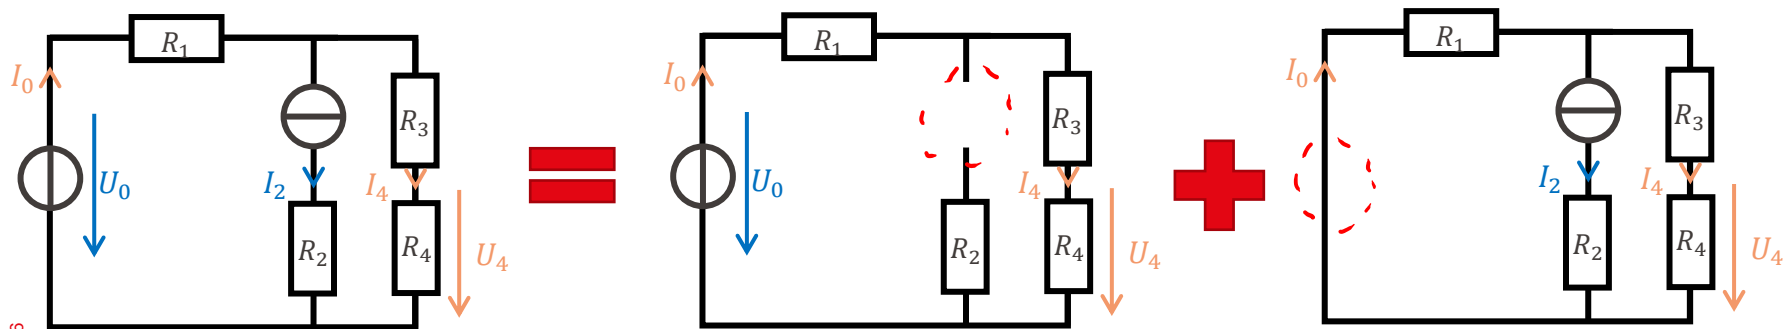 R₁
I₀
R₃
U₀
I₂
I₄
R₂
R₄
U₄
R₁
I₀
R₃
U₀
I₄
R₂
R₄
U₄
R₁
I₀
R₃
I₂
I₄
R₂
R₄
U₄